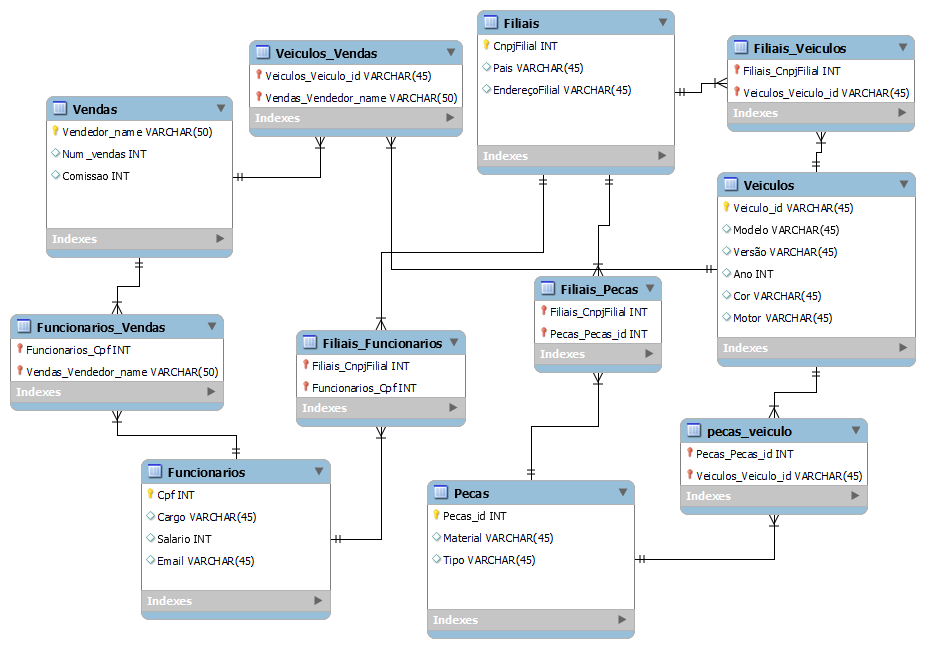 Filiais
CnpjFilial INT
Pais VARCHAR(45)
EndereçoFilial VARCHAR(45)
Indexes
Veiculos_Vendas
Veiculos_Veiculo_id VARCHAR(45)
Vendas_Vendedor_name VARCHAR(50)
Indexes
Filiais_Veiculos
Filiais_CnpjFilial INT
Veiculos_Veiculo_id VARCHAR(45)
Indexes
Vendas
Vendedor_name VARCHAR(50)
Num_vendas INT
Comissao INT
Indexes
Veiculos
Veiculo_id VARCHAR(45)
Modelo VARCHAR(45)
Versão VARCHAR(45)
Ano INT
Cor VARCHAR(45)
Motor VARCHAR(45)
Indexes
Filiais_Pecas
Filiais_CnpjFilial INT
Pecas_Pecas_id INT
Indexes
Funcionarios_Vendas
Funcionarios_Cpf INT
Vendas_Vendedor_name VARCHAR(50)
Indexes
Filiais_Funcionarios
Filiais_CnpjFilial INT
Funcionarios_Cpf INT
Indexes
pecas_veiculo
Pecas_Pecas_id INT
Veiculos_Veiculo_id VARCHAR(45)
Indexes
Funcionarios
Cpf INT
Cargo VARCHAR(45)
Salario INT
Email VARCHAR(45)
Indexes
Pecas
Pecas_id INT
Material VARCHAR(45)
Tipo VARCHAR(45)
Indexes